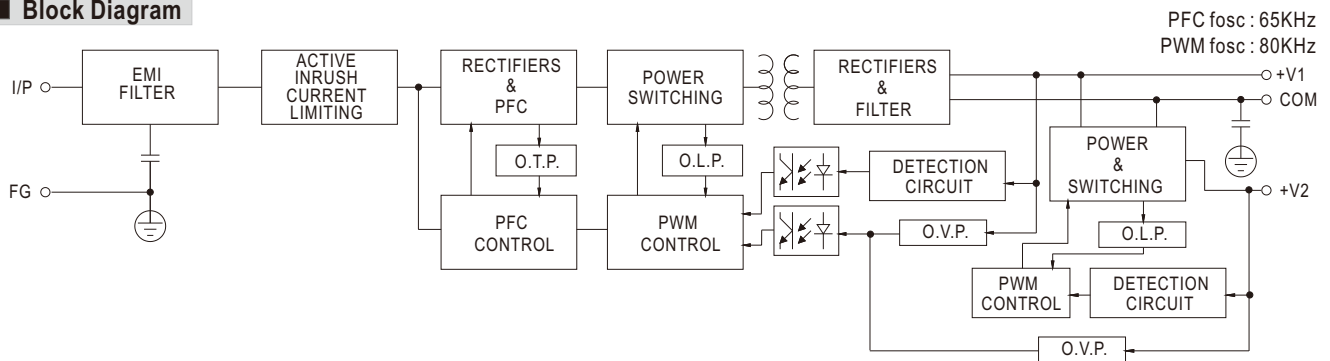 ■ Block Diagram
PFC fosc : 65KHz
PWM fosc : 80KHz
I/P
EMI
FILTER
ACTIVE
INRUSH
CURRENT
LIMITING
RECTIFIERS
&
PFC
POWER
SWITCHING
RECTIFIERS
&
FILTER
+V1
COM
O.T.P.
O.L.P.
DETECTION
CIRCUIT
POWER
&
SWITCHING
FG
+V2
PFC
CONTROL
PWM
CONTROL
O.V.P.
O.L.P.
PWM
CONTROL
DETECTION
CIRCUIT
O.V.P.